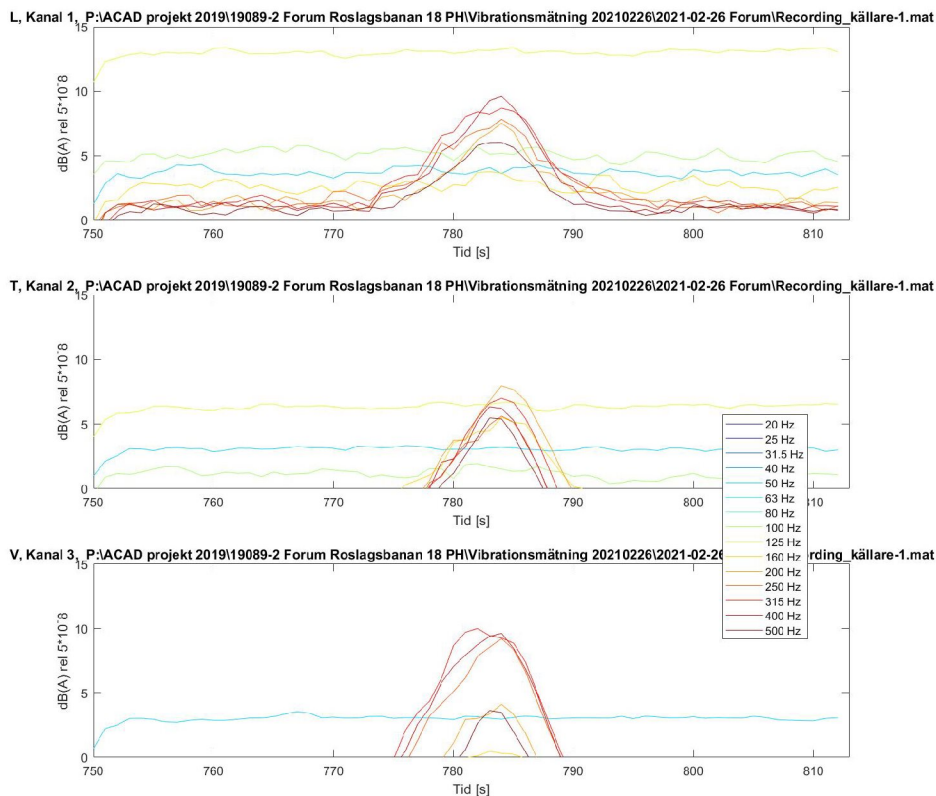 L, Kanal 1, P:\ACAD projekt 2019\19089-2 Forum Roslagsbanan 18 PH\Vibrationsmätning 20210226\2021-02-26 Forum\Recording_källare-1.mat
15
10
5
0
dB(A) rel 5*10^8
750 760 770 780 790 800 810
Tid [s]
T, Kanal 2, P:\ACAD projekt 2019\19089-2 Forum Roslagsbanan 18 PH\Vibrationsmätning 20210226\2021-02-26 Forum\Recording_källare-1.mat
15
10
5
0
dB(A) rel 5*10^8
750 760 770 780 790 800 810
Tid [s]
20 Hz
25 Hz
31.5 Hz
40 Hz
50 Hz
63 Hz
80 Hz
100 Hz
125 Hz
160 Hz
200 Hz
250 Hz
315 Hz
400 Hz
500 Hz
V, Kanal 3, P:\ACAD projekt 2019\19089-2 Forum Roslagsbanan 18 PH\Vibrationsmätning 20210226\2021-02-26 rding_källare-1.mat
15
10
5
0
dB(A) rel 5*10^8
750 760 770 780 790 800 810
Tid [s]